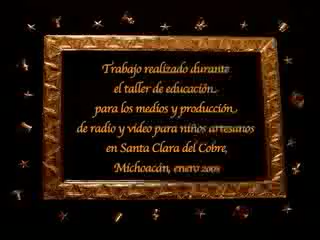 Trabajo realizado durante
el taller de educación
para los medios y producción
de radio y video para niños artesanos
en Santa Clara del Cobre,
Michoacán, enero